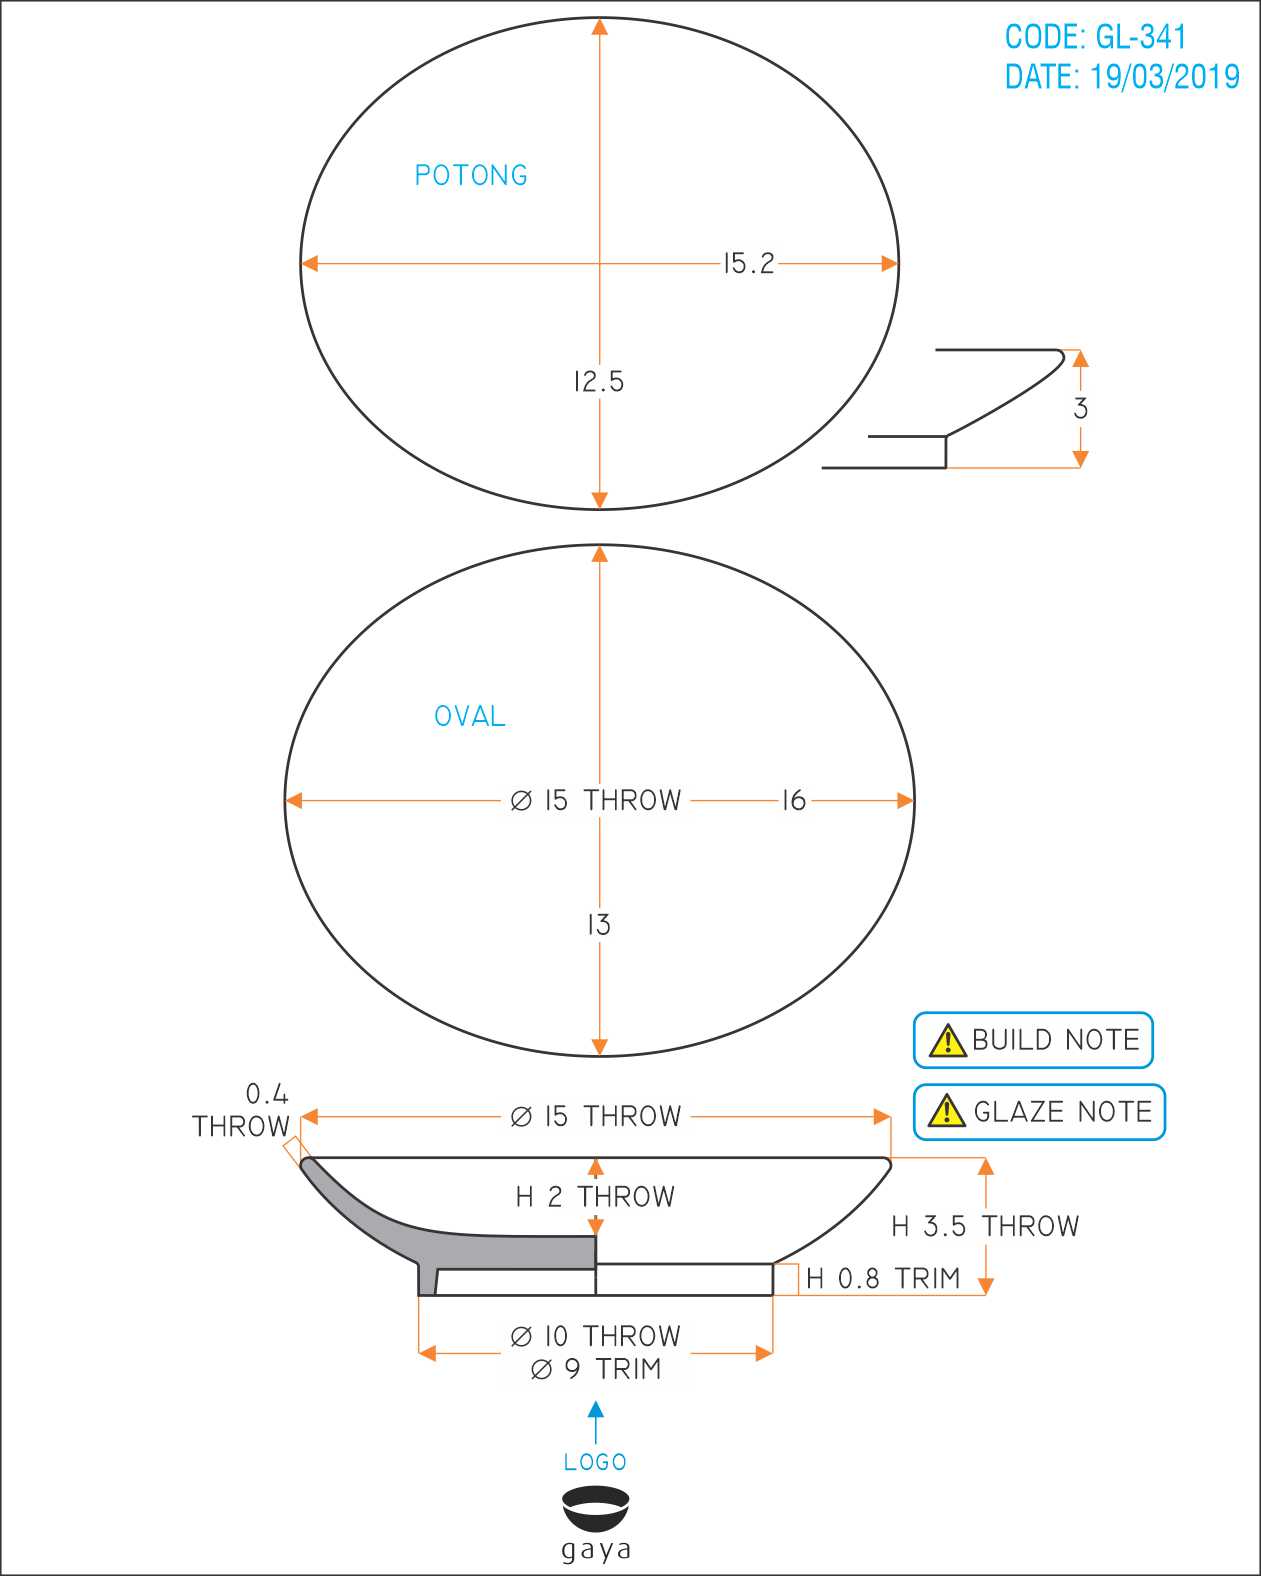 CODE: GL-341
DATE: 19/03/2019
POTONG
15.2
12.5
3
OVAL
Ø 15 THROW
16
13
BUILD NOTE
GLAZE NOTE
0.4
THROW
Ø 15 THROW
H 2 THROW
H 3.5 THROW
H 0.8 TRIM
Ø 10 THROW
Ø 9 TRIM
LOGO
gaya